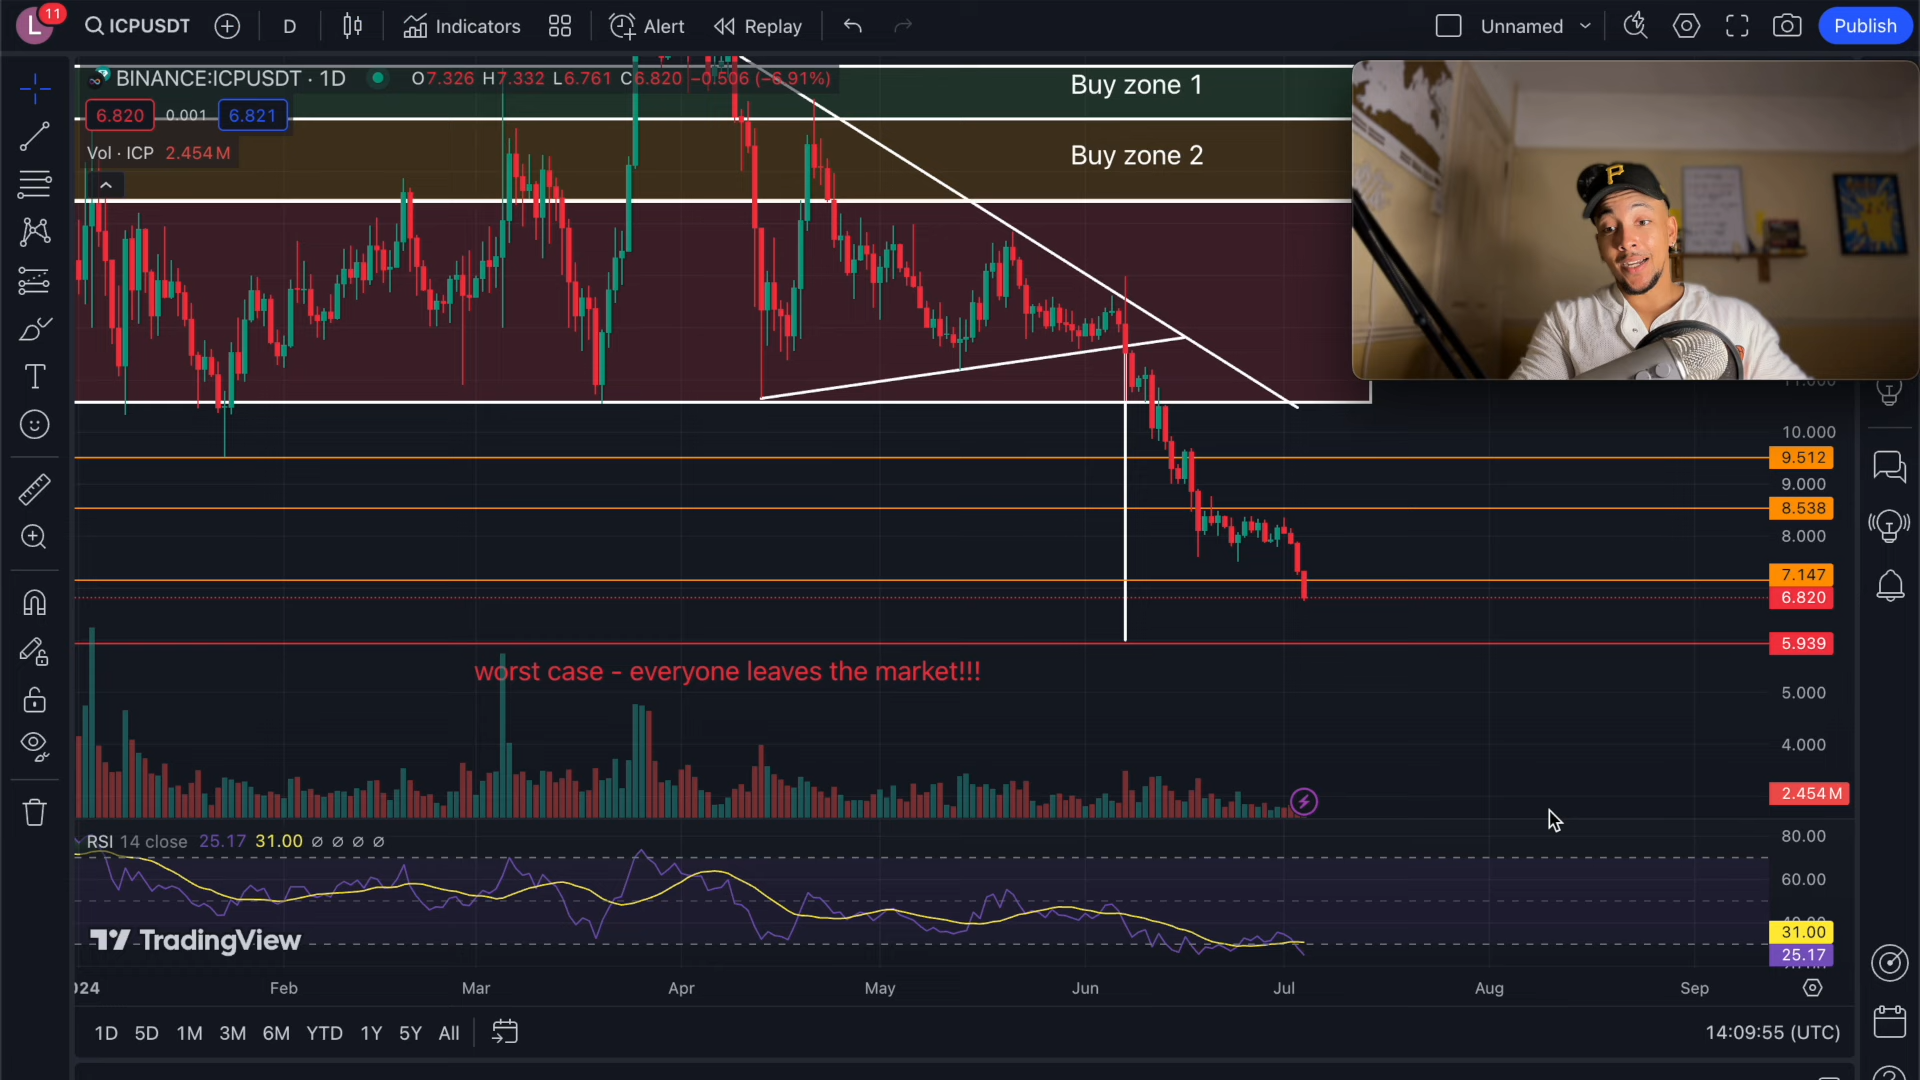 L
11
ICPUSDT
D
Indicators
Alert
Replay
Unnamed
Publish
BINANCE:ICPUSDT · 1D
O7.326 H7.332 L6.761 C6.820 −0.506 (−6.91%)
6.820
0.001
6.821
Vol · ICP 2.454M
Buy zone 1
Buy zone 2
P
10.000
9.512
9.000
8.538
8.000
7.147
6.820
5.939
worst case - everyone leaves the market!!!
5.000
4.000
2.454M
RSI 14 close 25.17 31.00 ∅ ∅ ∅ ∅
80.00
60.00
31.00
25.17
TradingView
024
Feb
Mar
Apr
May
Jun
Jul
Aug
Sep
1D
5D
1M
3M
6M
YTD
1Y
5Y
All
14:09:55 (UTC)